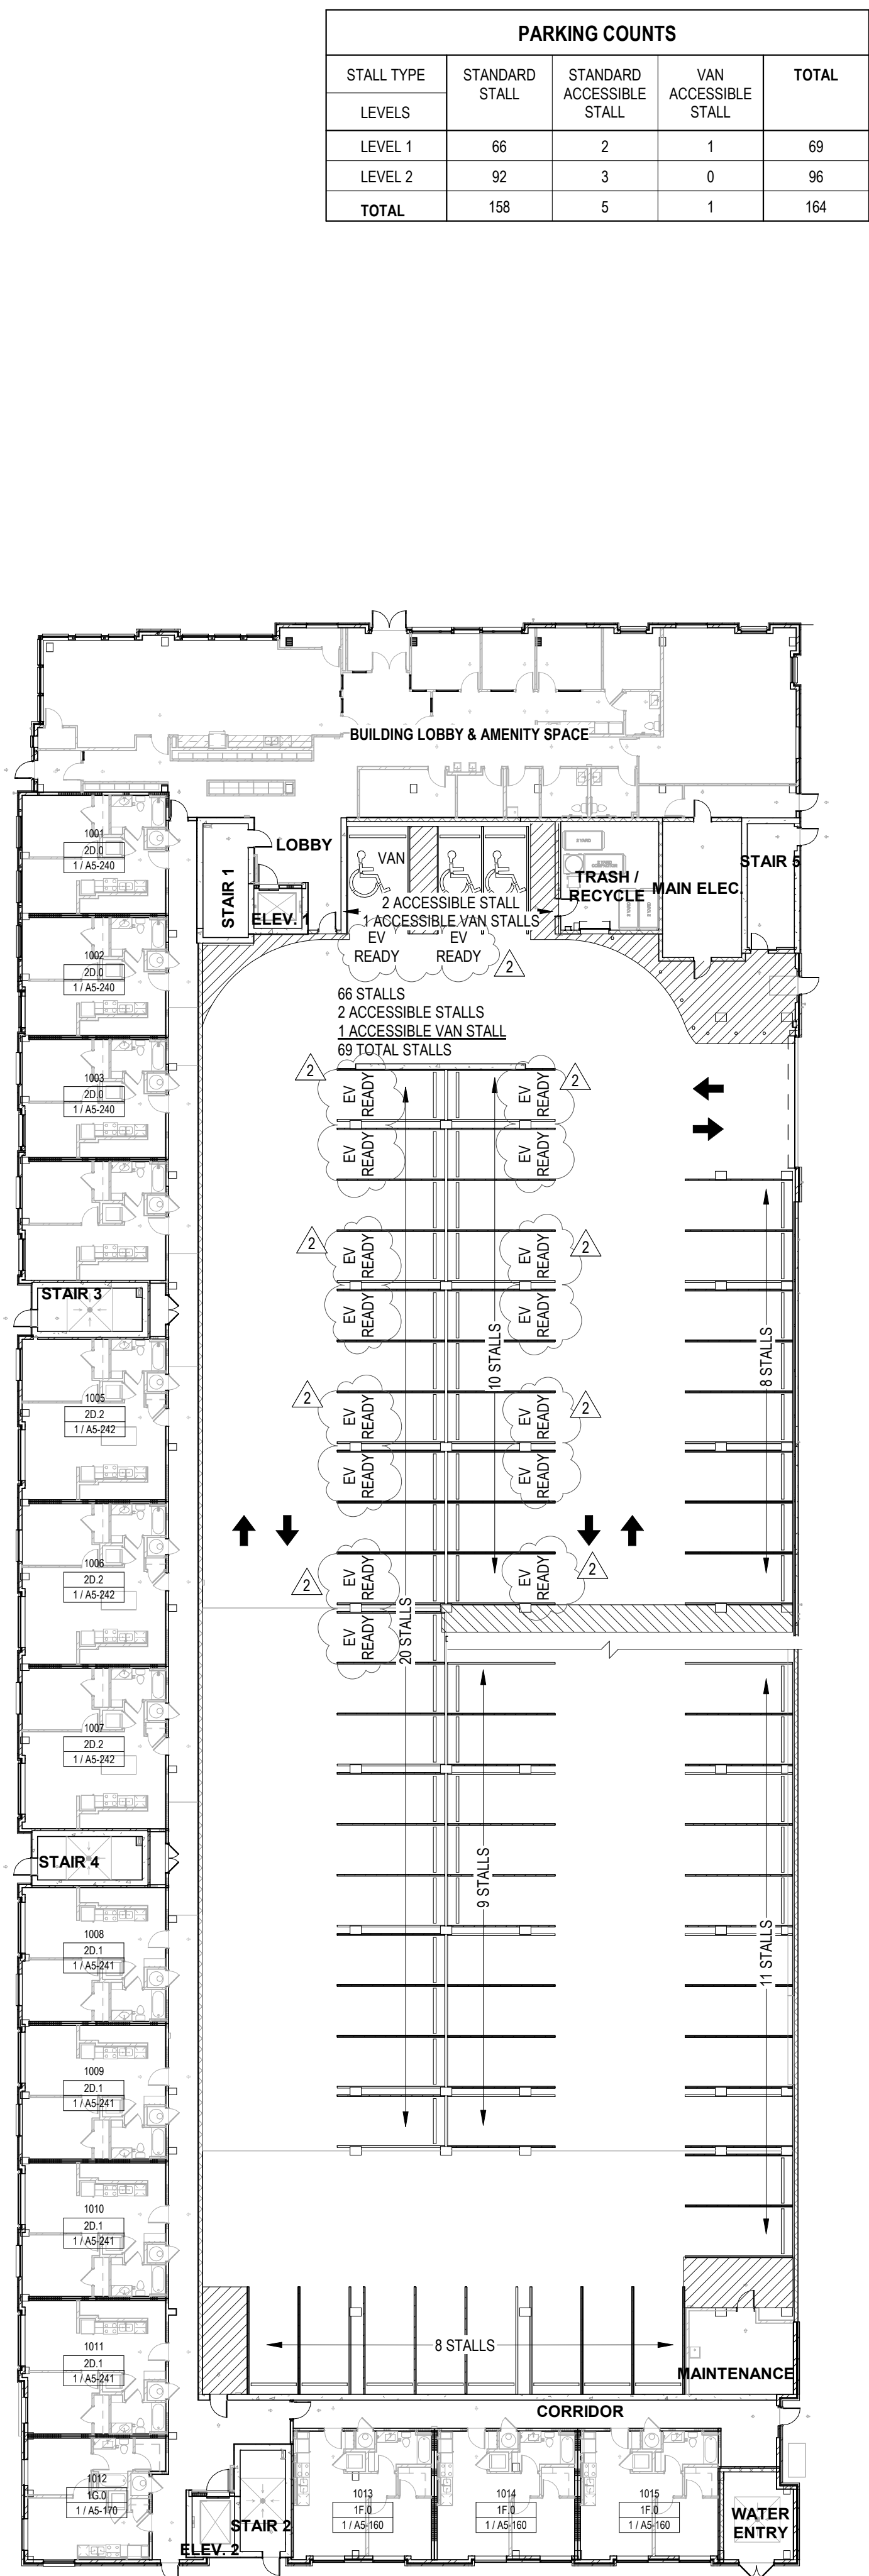 PARKING COUNTS
STALL TYPE
STANDARD STALL
STANDARD ACCESSIBLE STALL
VAN ACCESSIBLE STALL
TOTAL
LEVELS
LEVEL 1 66 2 1 69
LEVEL 2 92 3 0 96
TOTAL 158 5 1 164
BUILDING LOBBY & AMENITY SPACE
1001
2D.0
1 / A5-240
STAIR 1
LOBBY
ELEV. 1
VAN
2 ACCESSIBLE STALL
1 ACCESSIBLE VAN STALLS
TRASH /
RECYCLE
MAIN ELEC.
STAIR 5
EV
READY
EV
READY
2
1002
2D.0
1 / A5-240
66 STALLS
2 ACCESSIBLE STALLS
1 ACCESSIBLE VAN STALL
69 TOTAL STALLS
1003
2D.0
1 / A5-240
2
EV
READY
EV
READY
2
EV
READY
EV
READY
2
EV
READY
EV
READY
2
EV
READY
EV
READY
STAIR 3
10 STALLS
8 STALLS
1005
2D.2
1 / A5-242
2
EV
READY
EV
READY
2
EV
READY
EV
READY
1006
2D.2
1 / A5-242
2
EV
READY
EV
READY
2
EV
READY
20 STALLS
1007
2D.2
1 / A5-242
STAIR 4
9 STALLS
11 STALLS
1008
2D.1
1 / A5-241
1009
2D.1
1 / A5-241
1010
2D.1
1 / A5-241
1011
2D.1
1 / A5-241
8 STALLS
MAINTENANCE
CORRIDOR
1012
1G.0
1 / A5-170
ELEV. 2
STAIR 2
1013
1F.0
1 / A5-160
1014
1F.0
1 / A5-160
1015
1F.0
1 / A5-160
WATER
ENTRY